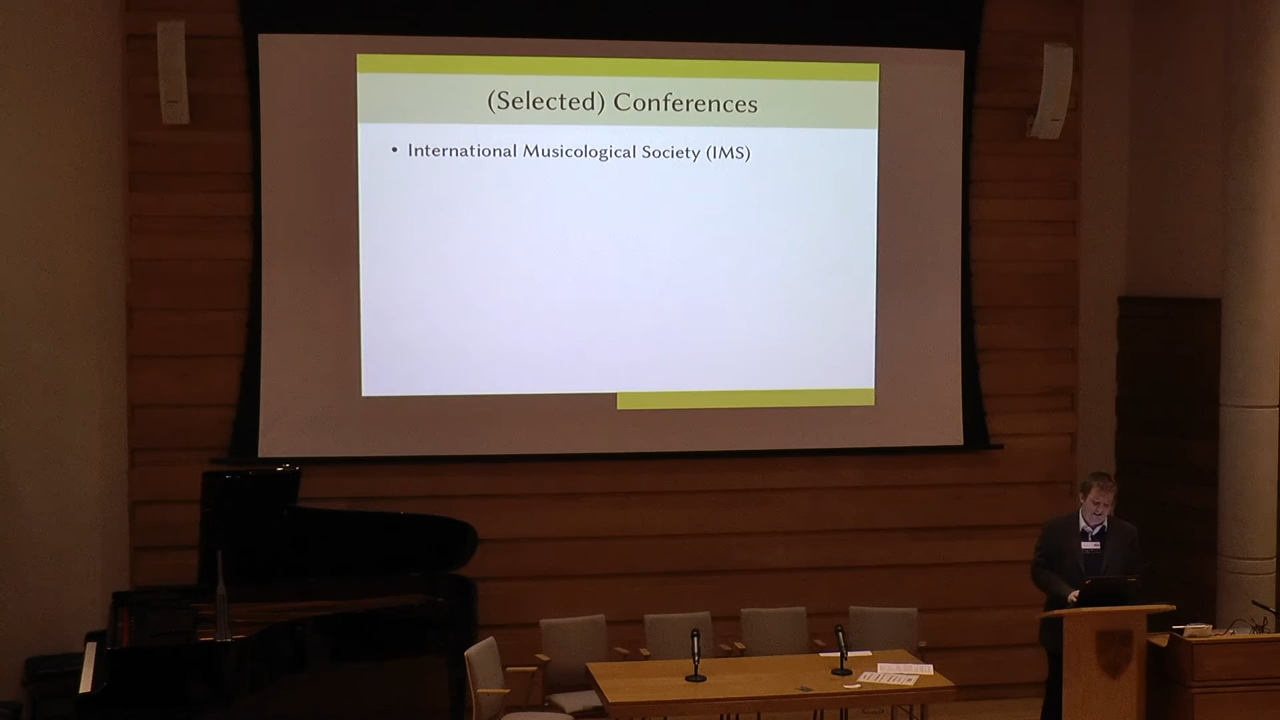 (Selected) Conferences
• International Musicological Society (IMS)